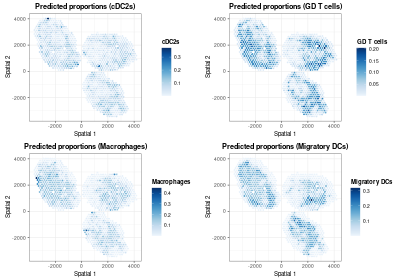 Predicted proportions (cDC2s)
4000
2000
0
-2000
Spatial 2
-2000 0 2000 4000
Spatial 1
cDC2s
0.3
0.2
0.1
Predicted proportions (GD T cells)
4000
2000
0
-2000
Spatial 2
-2000 0 2000 4000
Spatial 1
GD T cells
0.20
0.15
0.10
0.05
Predicted proportions (Macrophages)
4000
2000
0
-2000
Spatial 2
-2000 0 2000 4000
Spatial 1
Macrophages
0.4
0.3
0.2
0.1
Predicted proportions (Migratory DCs)
4000
2000
0
-2000
Spatial 2
-2000 0 2000 4000
Spatial 1
Migratory DCs
0.3
0.2
0.1